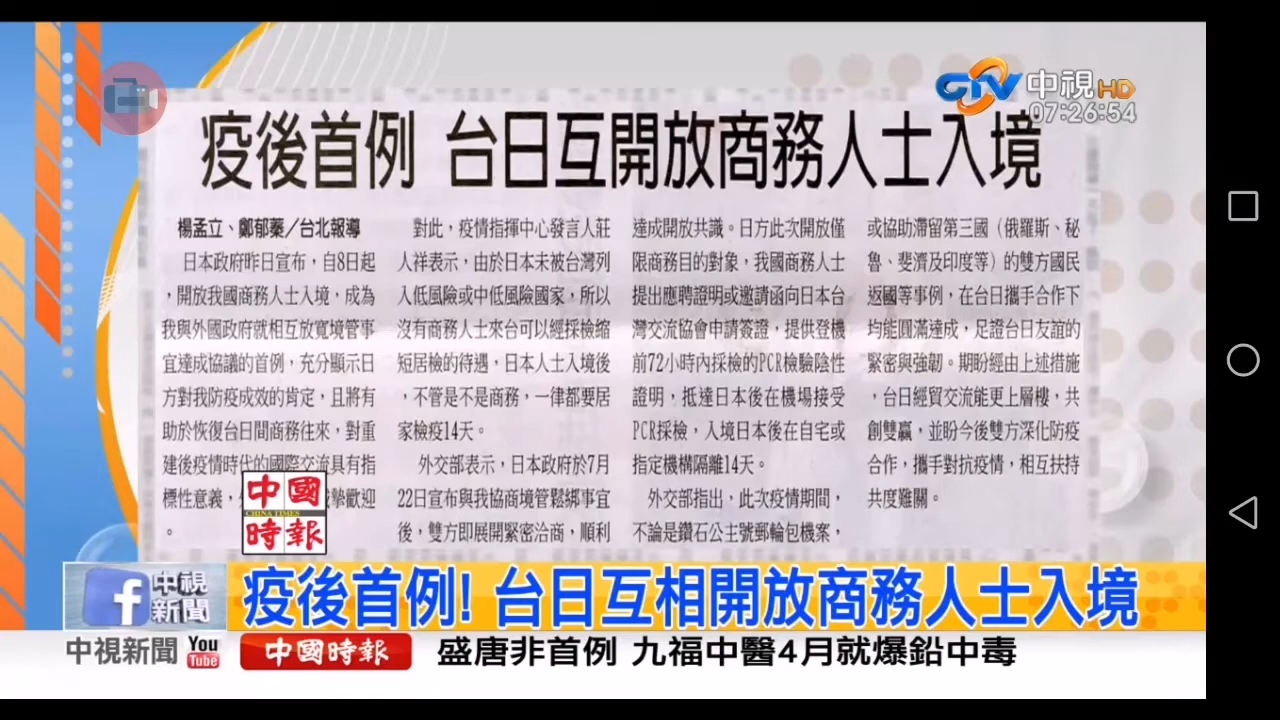 CTV中視HD
07:26:54
疫後首例 台日互開放商務人士入境
楊孟立、鄭郁蓁／台北報導
日本政府昨日宣布，自8日起
，開放我國商務人士入境，成為
我與外國政府就相互放寬境管事
宜達成協議的首例，充分顯示日
方對我防疫成效的肯定，且將有
助於恢復台日間商務往來，對重
建後疫情時代的國際交流具有指
標性意義，
摯歡迎
。
對此，疫情指揮中心發言人莊
人祥表示，由於日本未被台灣列
入低風險或中低風險國家，所以
沒有商務人士來台可以經採檢縮
短居檢的待遇，日本人士入境後
，不管是不是商務，一律都要居
家檢疫14天。
外交部表示，日本政府於7月
22日宣布與我協商境管鬆綁事宜
後，雙方即展開緊密洽商，順利
達成開放共識。日方此次開放僅
限商務目的對象，我國商務人士
提出應聘證明或邀請函向日本台
灣交流協會申請簽證，提供登機
前72小時內採檢的PCR檢驗陰性
證明，抵達日本後在機場接受
PCR採檢，入境日本後在自宅或
指定機構隔離14天。
外交部指出，此次疫情期間，
不論是鑽石公主號郵輪包機案，
或協助滯留第三國（俄羅斯、秘
魯、斐濟及印度等）的雙方國民
返國等事例，在台日攜手合作下
均能圓滿達成，足證台日友誼的
緊密與強韌。期盼經由上述措施
，台日經貿交流能更上層樓，共
創雙贏，並盼今後雙方深化防疫
合作，攜手對抗疫情，相互扶持
共度難關。
中國
CHINA TIMES
時報
f 中視
新聞
疫後首例! 台日互相開放商務人士入境
中視新聞 You Tube
中國時報 盛唐非首例 九福中醫4月就爆鉛中毒